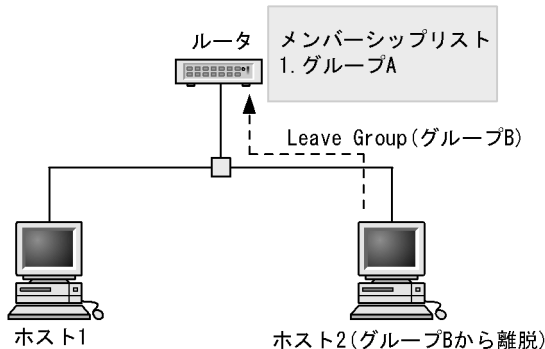 ルータ
メンバーシップリスト
1.グループA
Leave Group(グループB)
ホスト1
ホスト2(グループBから離脱)